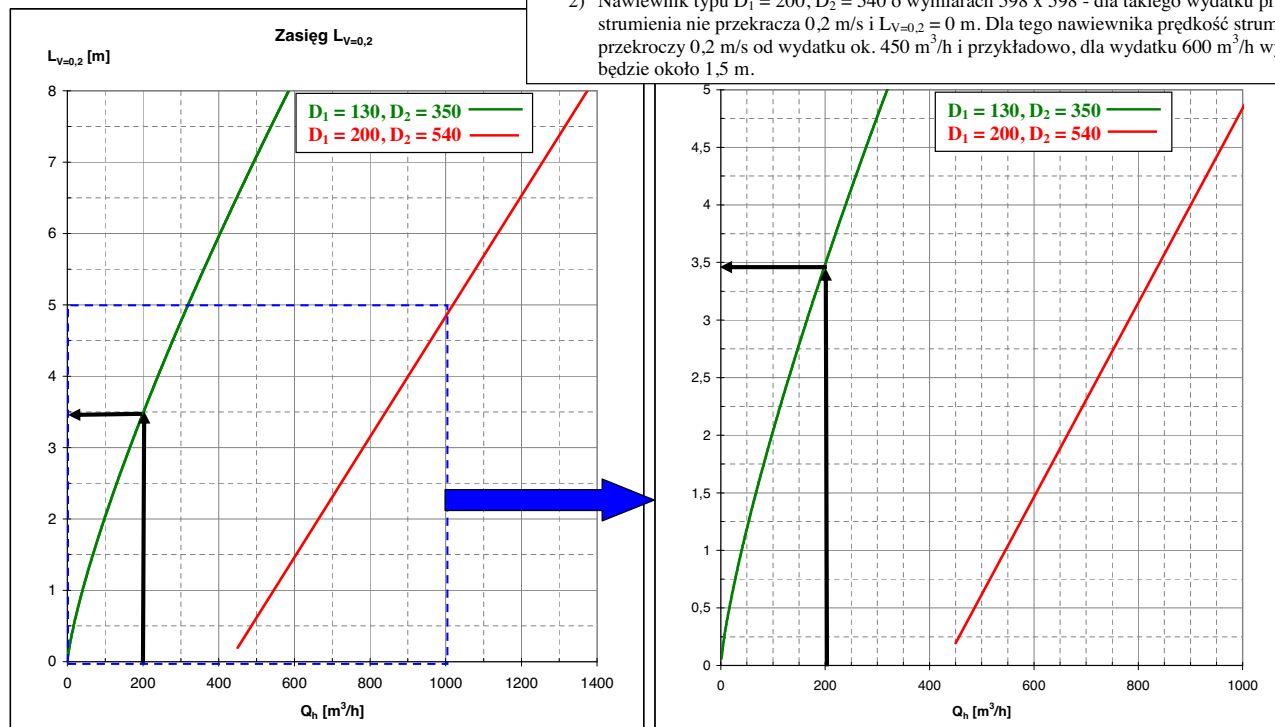 2) Nawiewnik typu D₁ = 200, D₂ = 540 o wymiarach 598 x 598 - dla takiego wydatku
strumienia nie przekracza 0,2 m/s i L_V=0,2 = 0 m. Dla tego nawiewnika prędkość
przekroczy 0,2 m/s od wydatku ok. 450 m³/h i przykładowo, dla wydatku 600 m³/h
będzie około 1,5 m.
Zasięg L_V=0,2
L_V=0,2 [m]
D₁ = 130, D₂ = 350
D₁ = 200, D₂ = 540
8
7
6
5
4
3
2
1
0
0 200 400 600 800 1000 1200 1400
Q_h [m³/h]
D₁ = 130, D₂ = 350
D₁ = 200, D₂ = 540
5
4,5
4
3,5
3
2,5
2
1,5
1
0,5
0
0 200 400 600 800 1000
Q_h [m³/h]